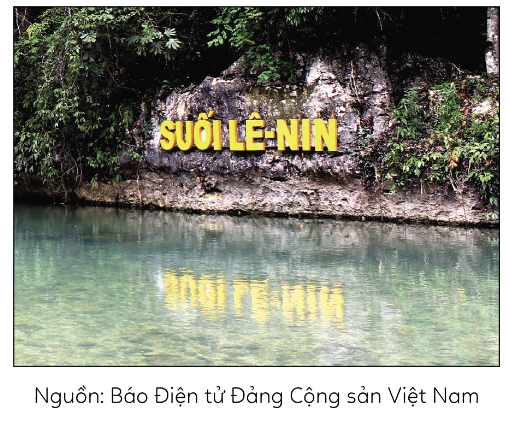 SUỐI LÊ-NIN
Nguồn: Báo Điện tử Đảng Cộng sản Việt Nam